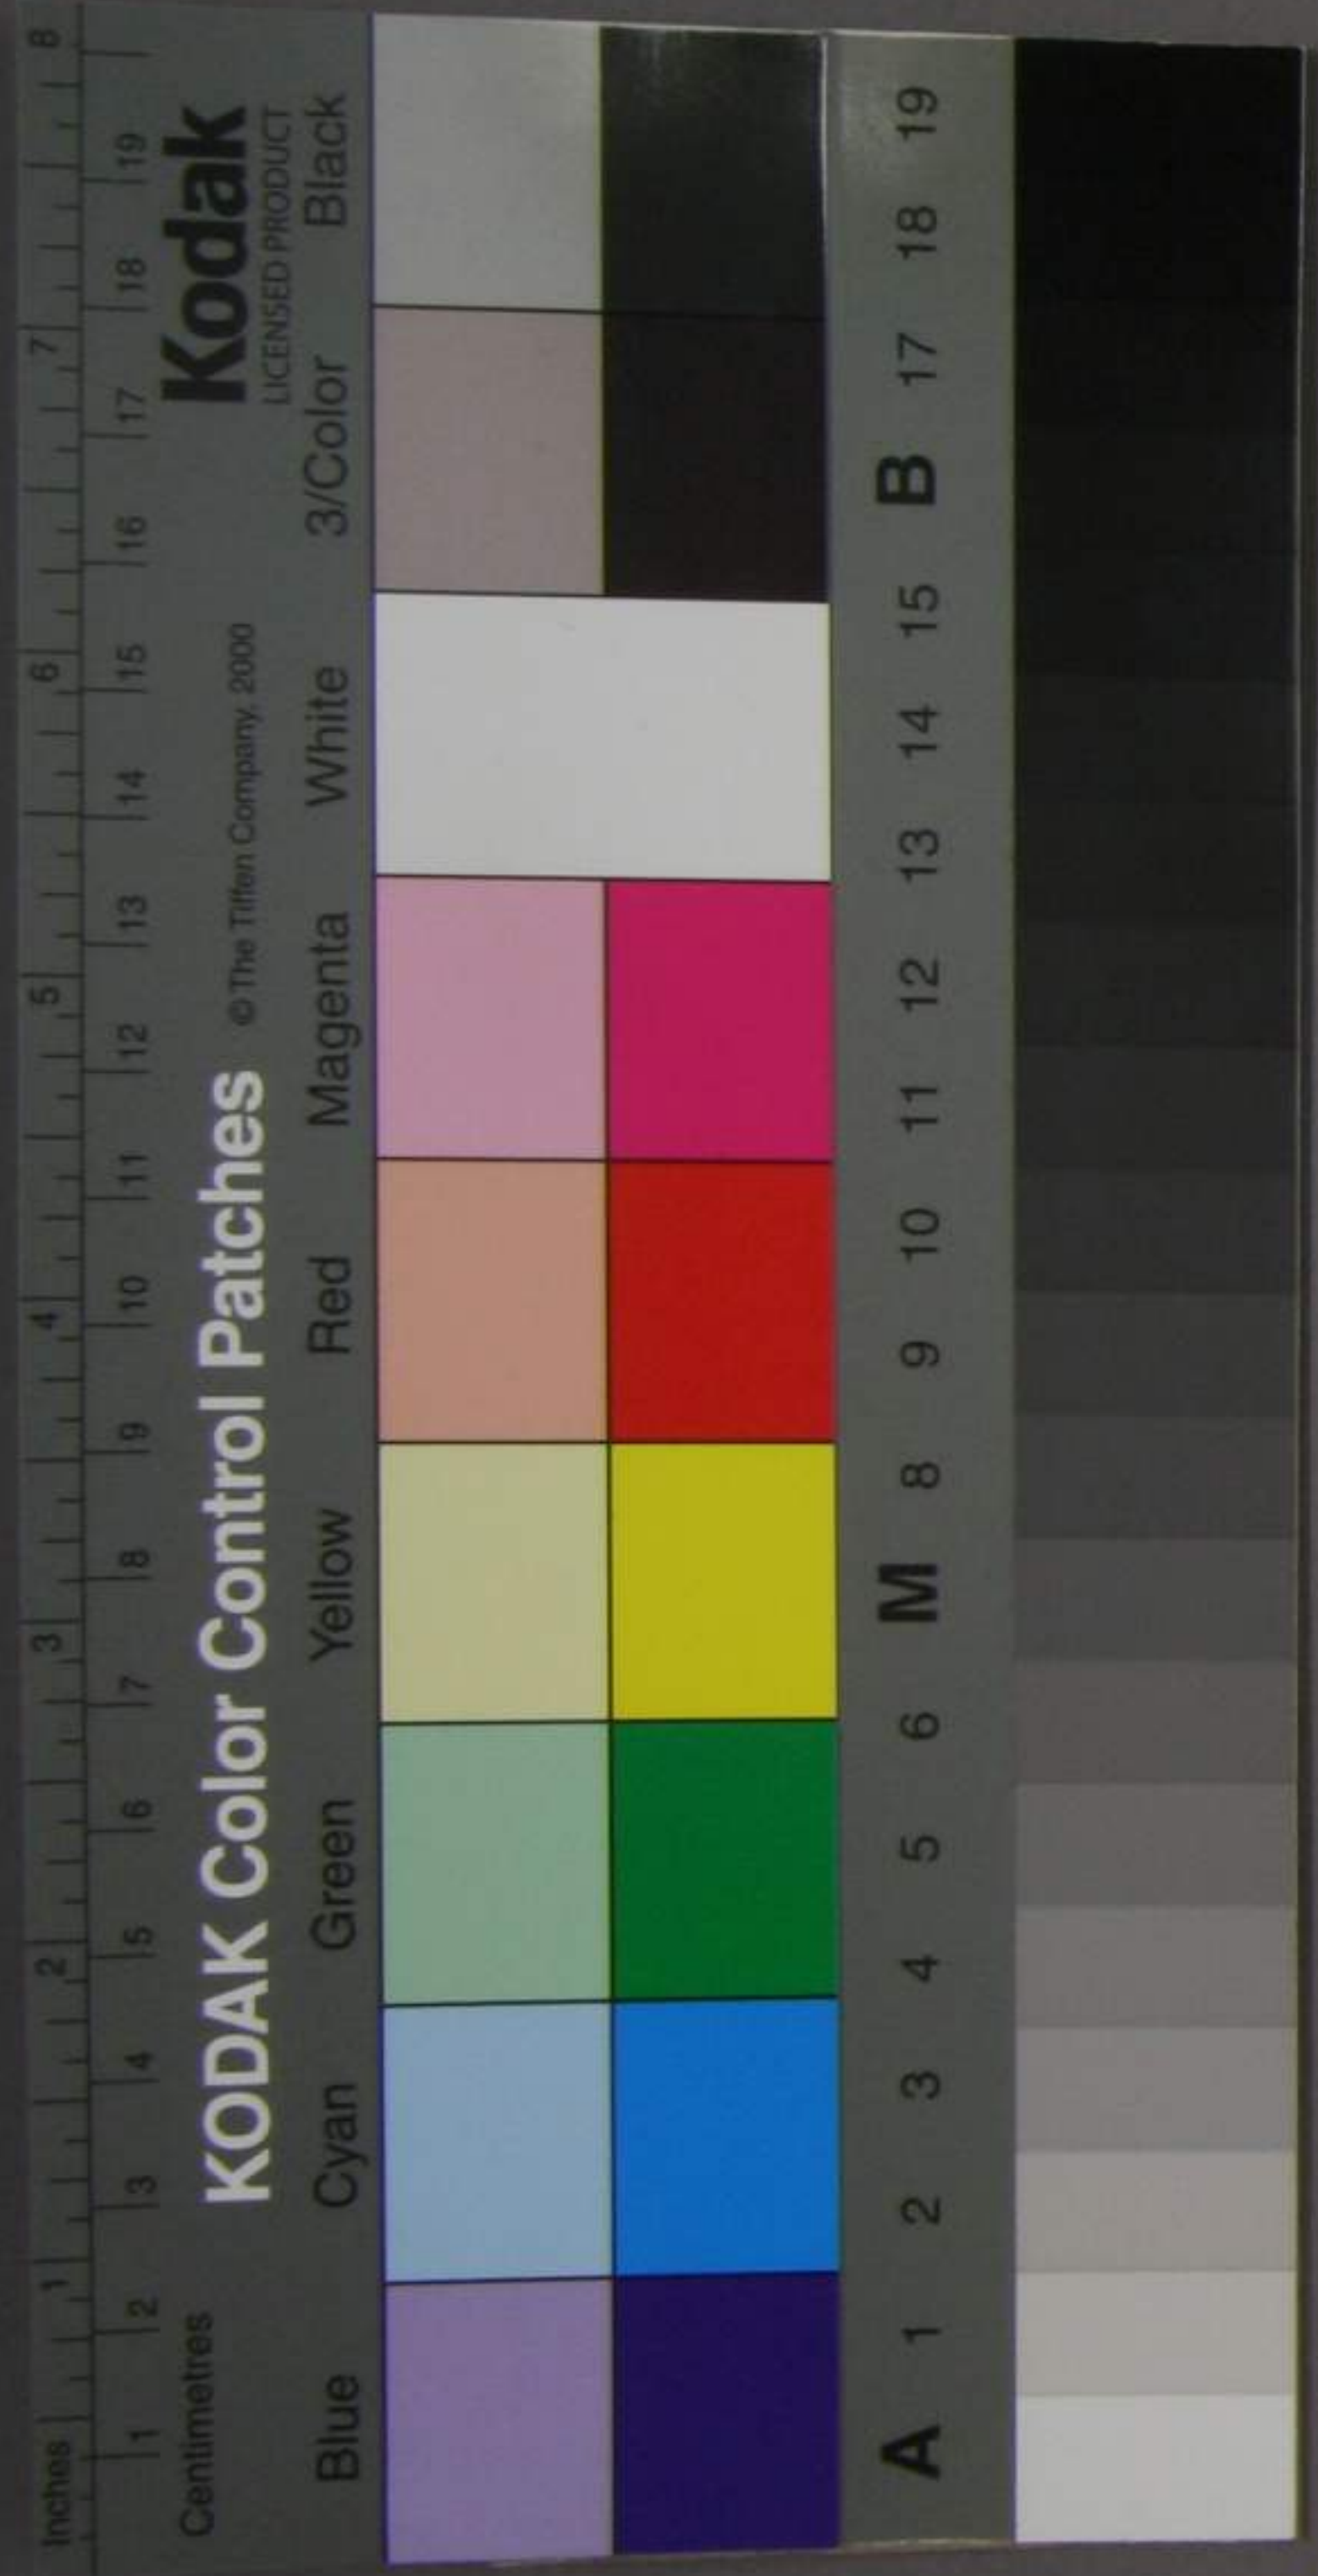 Inches 1 2 3 4 5 6 7 8
1 2 3 4 5 6 7 8 9 10 11 12 13 14 15 16 17 18 19
Centimetres
KODAK Color Control Patches © The Tiffen Company, 2000 Kodak
LICENSED PRODUCT
Blue Cyan Green Yellow Red Magenta White 3/Color Black
A 1 2 3 4 5 6 M 8 9 10 11 12 13 14 15 B 17 18 19